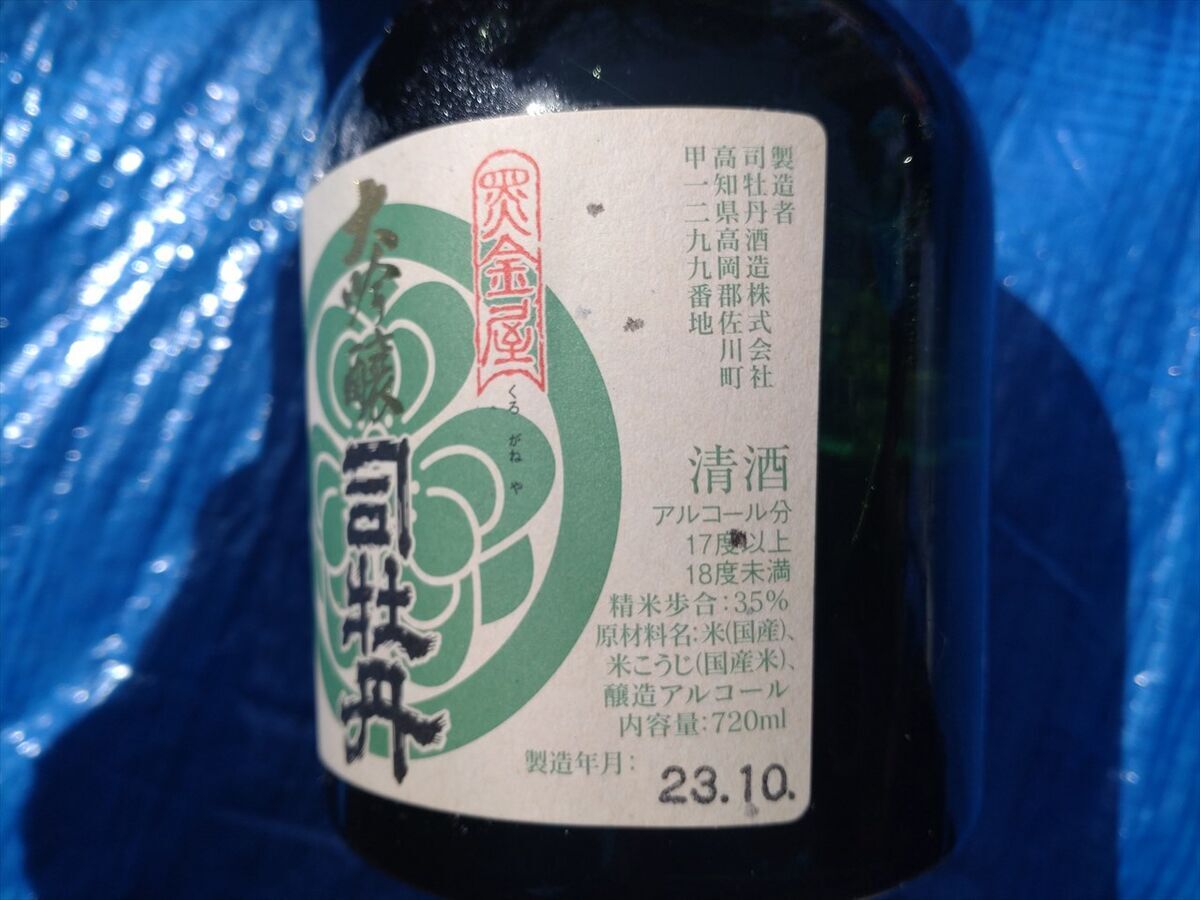 製造者
司牡丹酒造株式会社
高知県高岡郡佐川町
甲一二九九番地
黒金屋
くろがねや
大吟醸
司牡丹
清酒
アルコール分
17度以上
18度未満
精米歩合:35%
原材料名:米(国産)、
米こうじ(国産米)、
醸造アルコール
内容量:720ml
製造年月:
23.10.